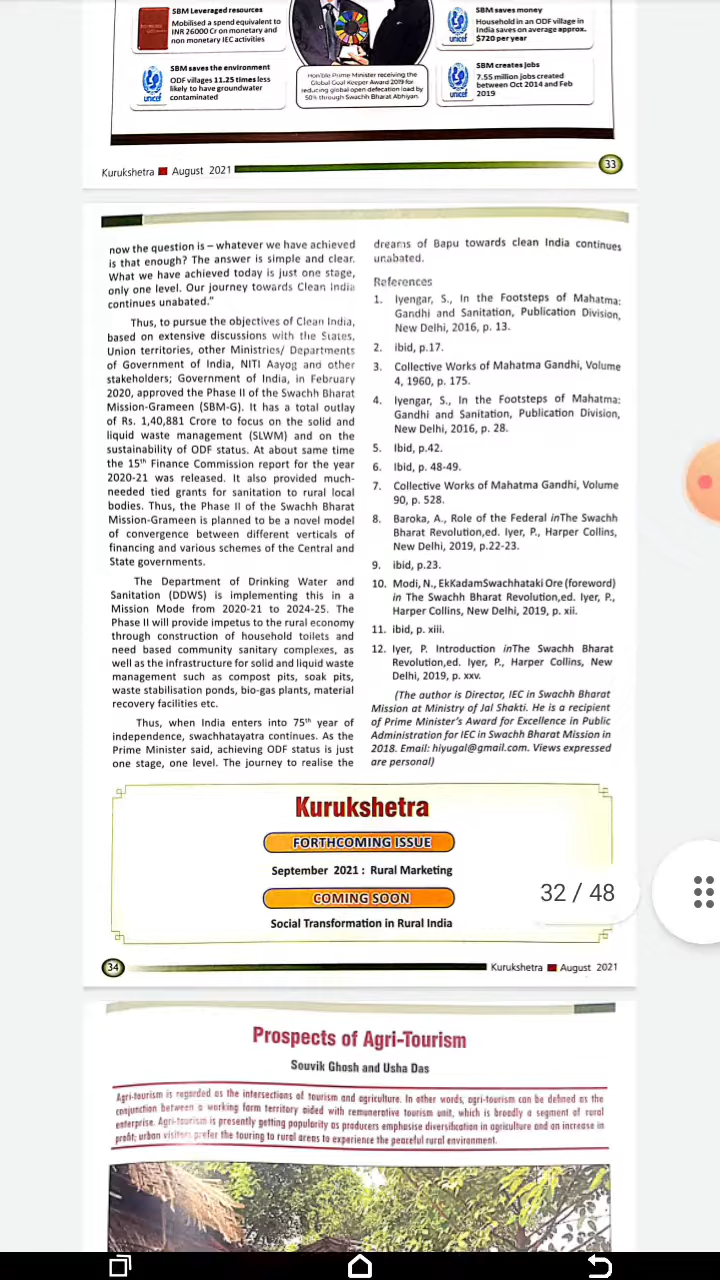 SBM Leveraged resources
Mobilised a spend equivalent to
INR 26000 Cr on monetary and
non monetary IEC activities
SBM saves the environment
ODF villages 11.25 times less
likely to have groundwater
contaminated
unicef
Hon'ble Prime Minister receiving the
Global Goal Keeper Award 2019 for
reducing global open defecation load by
50% through Swachh Bharat Abhiyan.
SBM saves money
Household in an ODF village in
India saves on average approx.
$720 per year
unicef
SBM creates jobs
7.55 million jobs created
between Oct 2014 and Feb
2019
unicef
Kurukshetra August 2021
33
now the question is – whatever we have achieved
is that enough? The answer is simple and clear.
What we have achieved today is just one stage,
only one level. Our journey towards Clean India
continues unabated."
Thus, to pursue the objectives of Clean India,
based on extensive discussions with the States,
Union territories, other Ministries/ Departments
of Government of India, NITI Aayog and other
stakeholders; Government of India, in February
2020, approved the Phase II of the Swachh Bharat
Mission-Grameen (SBM-G). It has a total outlay
of Rs. 1,40,881 Crore to focus on the solid and
liquid waste management (SLWM) and on the
sustainability of ODF status. At about same time
the 15th Finance Commission report for the year
2020-21 was released. It also provided much-
needed tied grants for sanitation to rural local
bodies. Thus, the Phase II of the Swachh Bharat
Mission-Grameen is planned to be a novel model
of convergence between different verticals of
financing and various schemes of the Central and
State governments.
The Department of Drinking Water and
Sanitation (DDWS) is implementing this in a
Mission Mode from 2020-21 to 2024-25. The
Phase II will provide impetus to the rural economy
through construction of household toilets and
need based community sanitary complexes, as
well as the infrastructure for solid and liquid waste
management such as compost pits, soak pits,
waste stabilisation ponds, bio-gas plants, material
recovery facilities etc.
Thus, when India enters into 75th year of
independence, swachhatayatra continues. As the
Prime Minister said, achieving ODF status is just
one stage, one level. The journey to realise the
dreams of Bapu towards clean India continues
unabated.
References
1. Iyengar, S., In the Footsteps of Mahatma:
Gandhi and Sanitation, Publication Division,
New Delhi, 2016, p. 13.
2. ibid, p.17.
3. Collective Works of Mahatma Gandhi, Volume
4, 1960, p. 175.
4. Iyengar, S., In the Footsteps of Mahatma:
Gandhi and Sanitation, Publication Division,
New Delhi, 2016, p. 28.
5. Ibid, p.42.
6. Ibid, p. 48-49.
7. Collective Works of Mahatma Gandhi, Volume
90, p. 528.
8. Baroka, A., Role of the Federal inThe Swachh
Bharat Revolution,ed. Iyer, P., Harper Collins,
New Delhi, 2019, p.22-23.
9. ibid, p.23.
10. Modi, N., EkKadamSwachhataki Ore (foreword)
in The Swachh Bharat Revolution,ed. Iyer, P.,
Harper Collins, New Delhi, 2019, p. xii.
11. ibid, p. xiii.
12. Iyer, P. Introduction inThe Swachh Bharat
Revolution,ed. Iyer, P., Harper Collins, New
Delhi, 2019, p. xxv.
(The author is Director, IEC in Swachh Bharat
Mission at Ministry of Jal Shakti. He is a recipient
of Prime Minister's Award for Excellence in Public
Administration for IEC in Swachh Bharat Mission in
2018. Email: hiyugal@gmail.com. Views expressed
are personal)
Kurukshetra
FORTHCOMING ISSUE
September 2021 : Rural Marketing
COMING SOON
Social Transformation in Rural India
32 / 48
34
Kurukshetra August 2021
Prospects of Agri-Tourism
Souvik Ghosh and Usha Das
Agri-tourism is regarded as the intersections of tourism and agriculture. In other words, agri-tourism can be defined as the
conjunction between a working farm territory aided with remunerative tourism unit, which is broadly a segment of rural
enterprise. Agri-tourism is presently getting popularity as producers emphasise diversification in agriculture and an increase in
profit; urban visitors prefer the touring to rural areas to experience the peaceful rural environment.